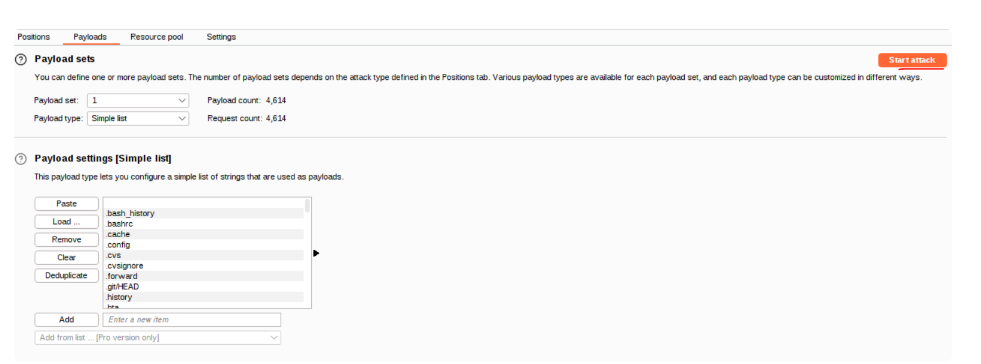 Positions Payloads Resource pool Settings
Payload sets
Start attack
You can define one or more payload sets. The number of payload sets depends on the attack type defined in the Positions tab. Various payload types are available for each payload set, and each payload type can be customized in different ways.
Payload set: 1 Payload count: 4,614
Payload type: Simple list Request count: 4,614
Payload settings [Simple list]
This payload type lets you configure a simple list of strings that are used as payloads.
Paste
Load ...
Remove
Clear
Deduplicate
.bash_history
.bashrc
.cache
.config
.cvs
.cvsignore
.forward
.git/HEAD
.history
.hta
Add Enter a new item
Add from list ... [Pro version only]